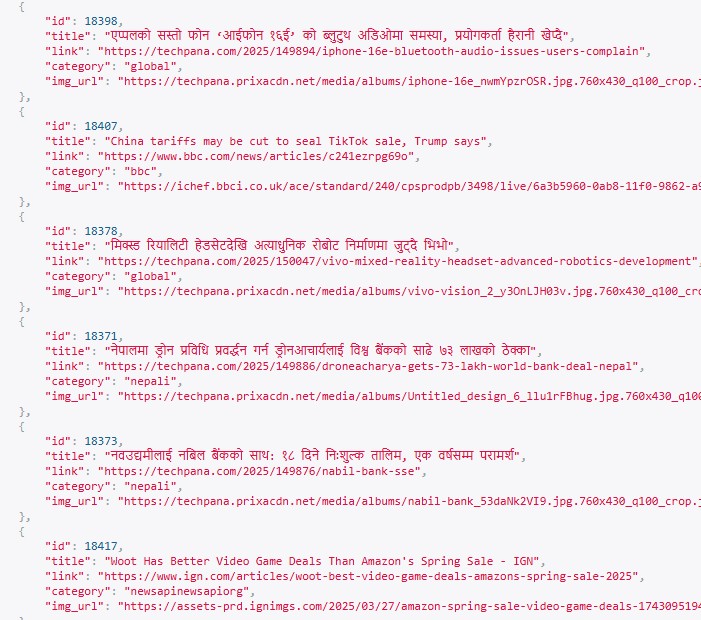 {
"id": 18398,
"title": "एप्पलको सस्तो फोन ‘आईफोन १६ई’ को ब्लुटुथ अडिओमा समस्या, प्रयोगकर्ता हैरानी खेप्दै",
"link": "https://techpana.com/2025/149894/iphone-16e-bluetooth-audio-issues-users-complain",
"category": "global",
"img_url": "https://techpana.prixacdn.net/media/albums/iphone-16e_nwmYpzrOSR.jpg.760x430_q100_crop.j
},
{
"id": 18407,
"title": "China tariffs may be cut to seal TikTok sale, Trump says",
"link": "https://www.bbc.com/news/articles/c241ezrpg69o",
"category": "bbc",
"img_url": "https://ichef.bbci.co.uk/ace/standard/240/cpsprodpb/3498/live/6a3b5960-0ab8-11f0-9862-a9
},
{
"id": 18378,
"title": "मिक्स्ड रियालिटी हेडसेटदेखि अत्याधुनिक रोबोट निर्माणमा जुट्दै भिभो",
"link": "https://techpana.com/2025/150047/vivo-mixed-reality-headset-advanced-robotics-development",
"category": "global",
"img_url": "https://techpana.prixacdn.net/media/albums/vivo-vision_2_y3OnLJH03v.jpg.760x430_q100_cro
},
{
"id": 18371,
"title": "नेपालमा ड्रोन प्रविधि प्रवर्द्धन गर्न ड्रोनआचार्यलाई विश्व बैंकको साढे ७३ लाखको ठेक्का",
"link": "https://techpana.com/2025/149886/droneacharya-gets-73-lakh-world-bank-deal-nepal",
"category": "nepali",
"img_url": "https://techpana.prixacdn.net/media/albums/Untitled_design_6_llu1rFBhug.jpg.760x430_q100
},
{
"id": 18373,
"title": "नवउद्यमीलाई नबिल बैंकको साथ: १८ दिने निःशुल्क तालिम, एक वर्षसम्म परामर्श",
"link": "https://techpana.com/2025/149876/nabil-bank-sse",
"category": "nepali",
"img_url": "https://techpana.prixacdn.net/media/albums/nabil-bank_53daNk2VI9.jpg.760x430_q100_crop.j
},
{
"id": 18417,
"title": "Woot Has Better Video Game Deals Than Amazon's Spring Sale - IGN",
"link": "https://www.ign.com/articles/woot-best-video-game-deals-amazons-spring-sale-2025",
"category": "newsapinewsapiorg",
"img_url": "https://assets-prd.ignimgs.com/2025/03/27/amazon-spring-sale-video-game-deals-1743095194